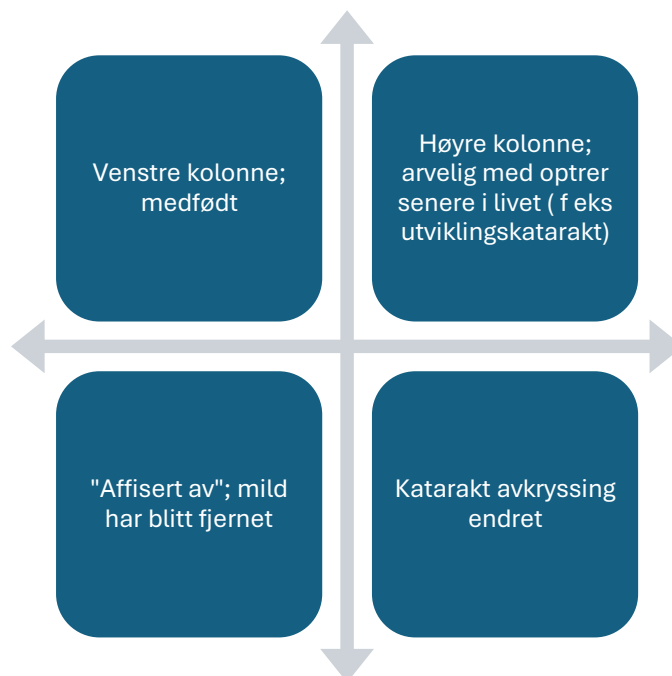 Venstre kolonne;
medfødt
Høyre kolonne;
arvelig med optrer
senere i livet ( f eks
utviklingskatarakt)
"Affisert av"; mild
har blitt fjernet
Katarakt avkryssing
endret